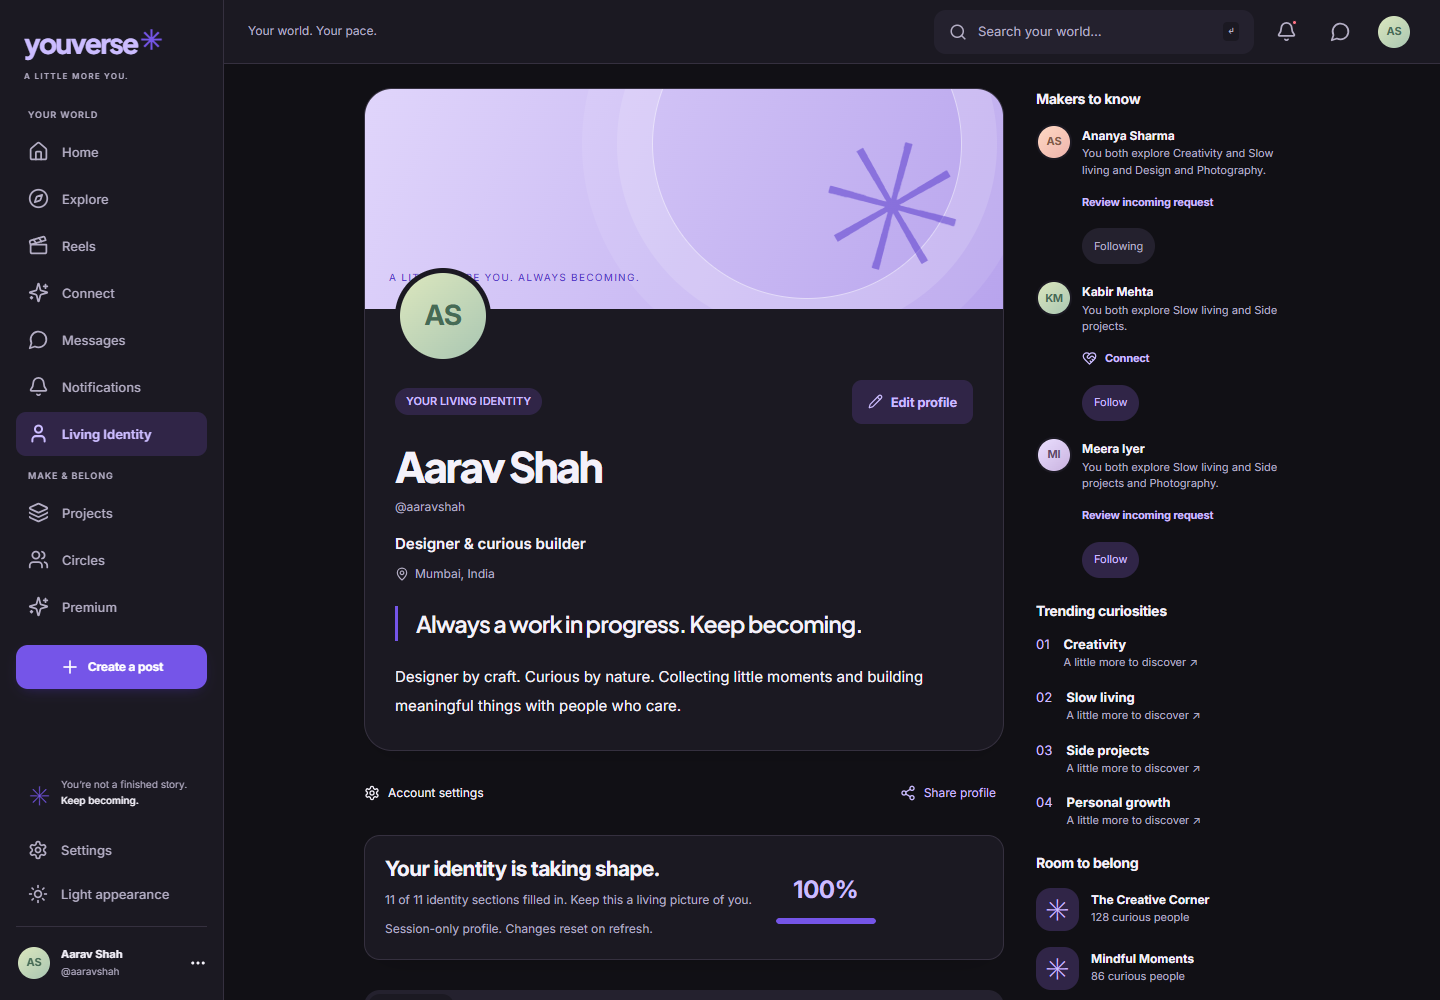 youverse
A LITTLE MORE YOU.
YOUR WORLD
Home
Explore
Reels
Connect
Messages
Notifications
Living Identity
MAKE & BELONG
Projects
Circles
Premium
Create a post
You're not a finished story.
Keep becoming.
Settings
Light appearance
AS
Aarav Shah
@aaravshah
Your world. Your pace.
Search your world...
AS
YOU. ALWAYS BECOMING.
AS
YOUR LIVING IDENTITY
Edit profile
Aarav Shah
@aaravshah
Designer & curious builder
Mumbai, India
Always a work in progress. Keep becoming.
Designer by craft. Curious by nature. Collecting little moments and building
meaningful things with people who care.
Account settings
Share profile
Your identity is taking shape.
11 of 11 identity sections filled in. Keep this a living picture of you.
Session-only profile. Changes reset on refresh.
100%
Makers to know
AS
Ananya Sharma
You both explore Creativity and Slow
living and Design and Photography.
Review incoming request
Following
KM
Kabir Mehta
You both explore Slow living and Side
projects.
Connect
Follow
MI
Meera Iyer
You both explore Slow living and Side
projects and Photography.
Review incoming request
Follow
Trending curiosities
01 Creativity
A little more to discover ↗
02 Slow living
A little more to discover ↗
03 Side projects
A little more to discover ↗
04 Personal growth
A little more to discover ↗
Room to belong
The Creative Corner
128 curious people
Mindful Moments
86 curious people